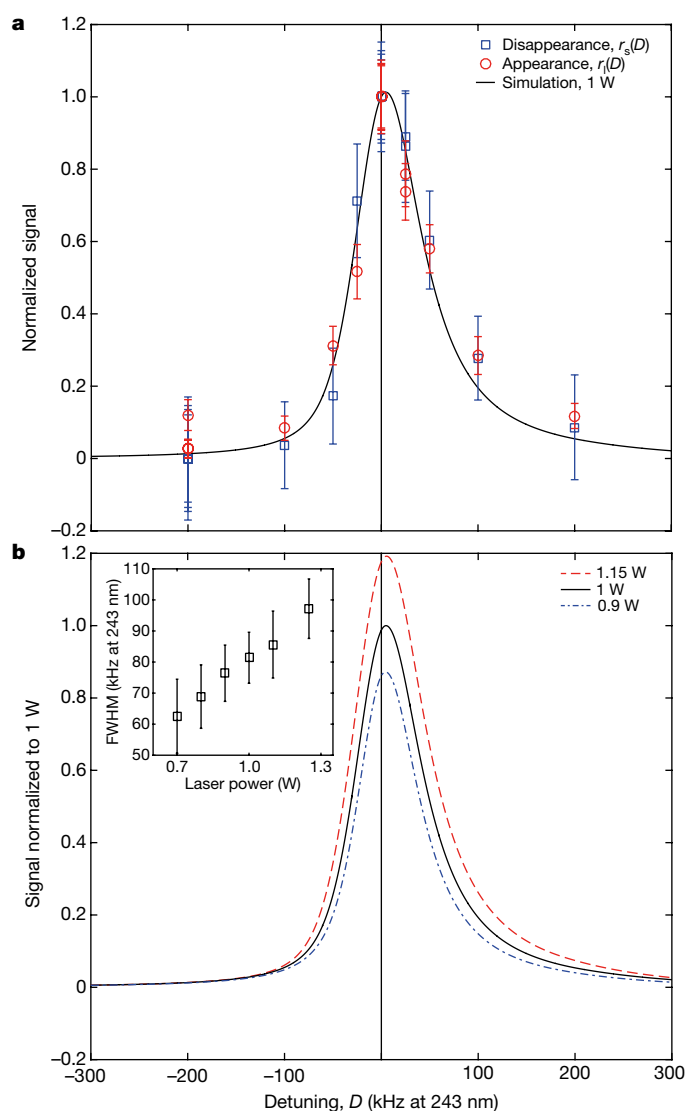 a
Disappearance, rs(D)
Appearance, rl(D)
Simulation, 1 W
1.0
0.8
0.6
0.4
0.2
0
−0.2
Normalized signal
b
1.2
1.0
0.8
0.6
0.4
0.2
0
−0.2
Signal normalized to 1 W
1.15 W
1 W
0.9 W
110
100
90
80
70
60
50
FWHM (kHz at 243 nm)
0.7 1.0 1.3
Laser power (W)
−300 −200 −100 0 100 200 300
Detuning, D (kHz at 243 nm)